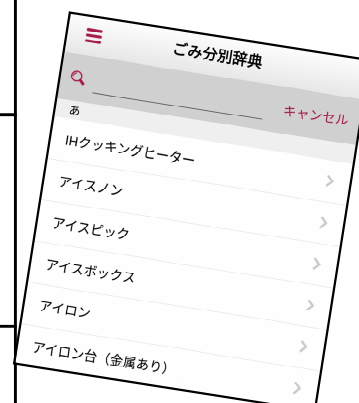 ごみ分別辞典
キャンセル
あ
IHクッキングヒーター
アイスノン
アイスピック
アイスボックス
アイロン
アイロン台（金属あり）